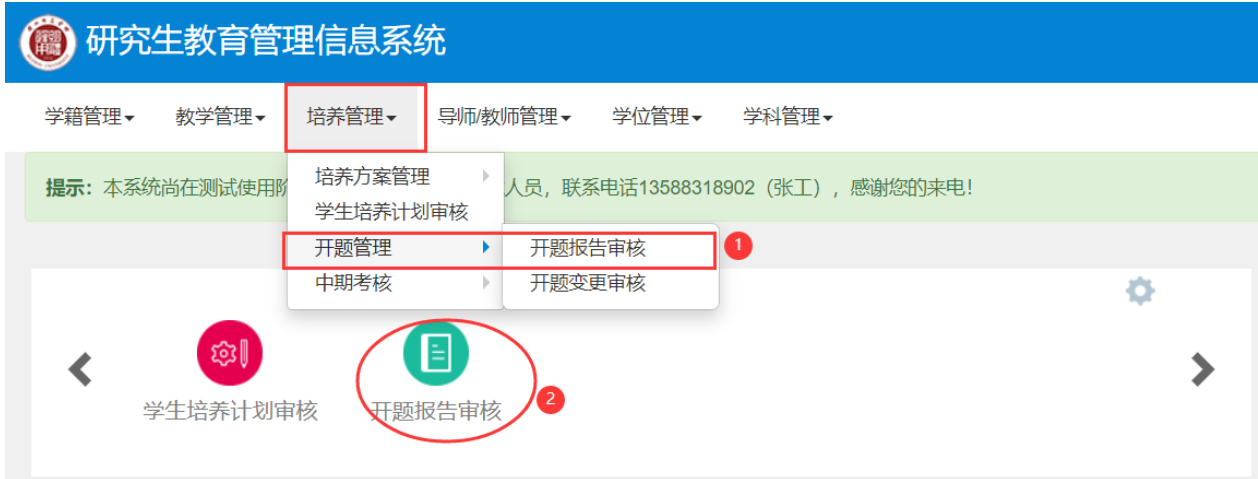 研究生教育管理信息系统
学籍管理 教学管理 培养管理 导师/教师管理 学位管理 学科管理
提示：本系统尚在测试使用阶 人员，联系电话13588318902（张工），感谢您的来电！
培养方案管理
学生培养计划审核
开题管理 开题报告审核 1
中期考核 开题变更审核
学生培养计划审核 开题报告审核 2